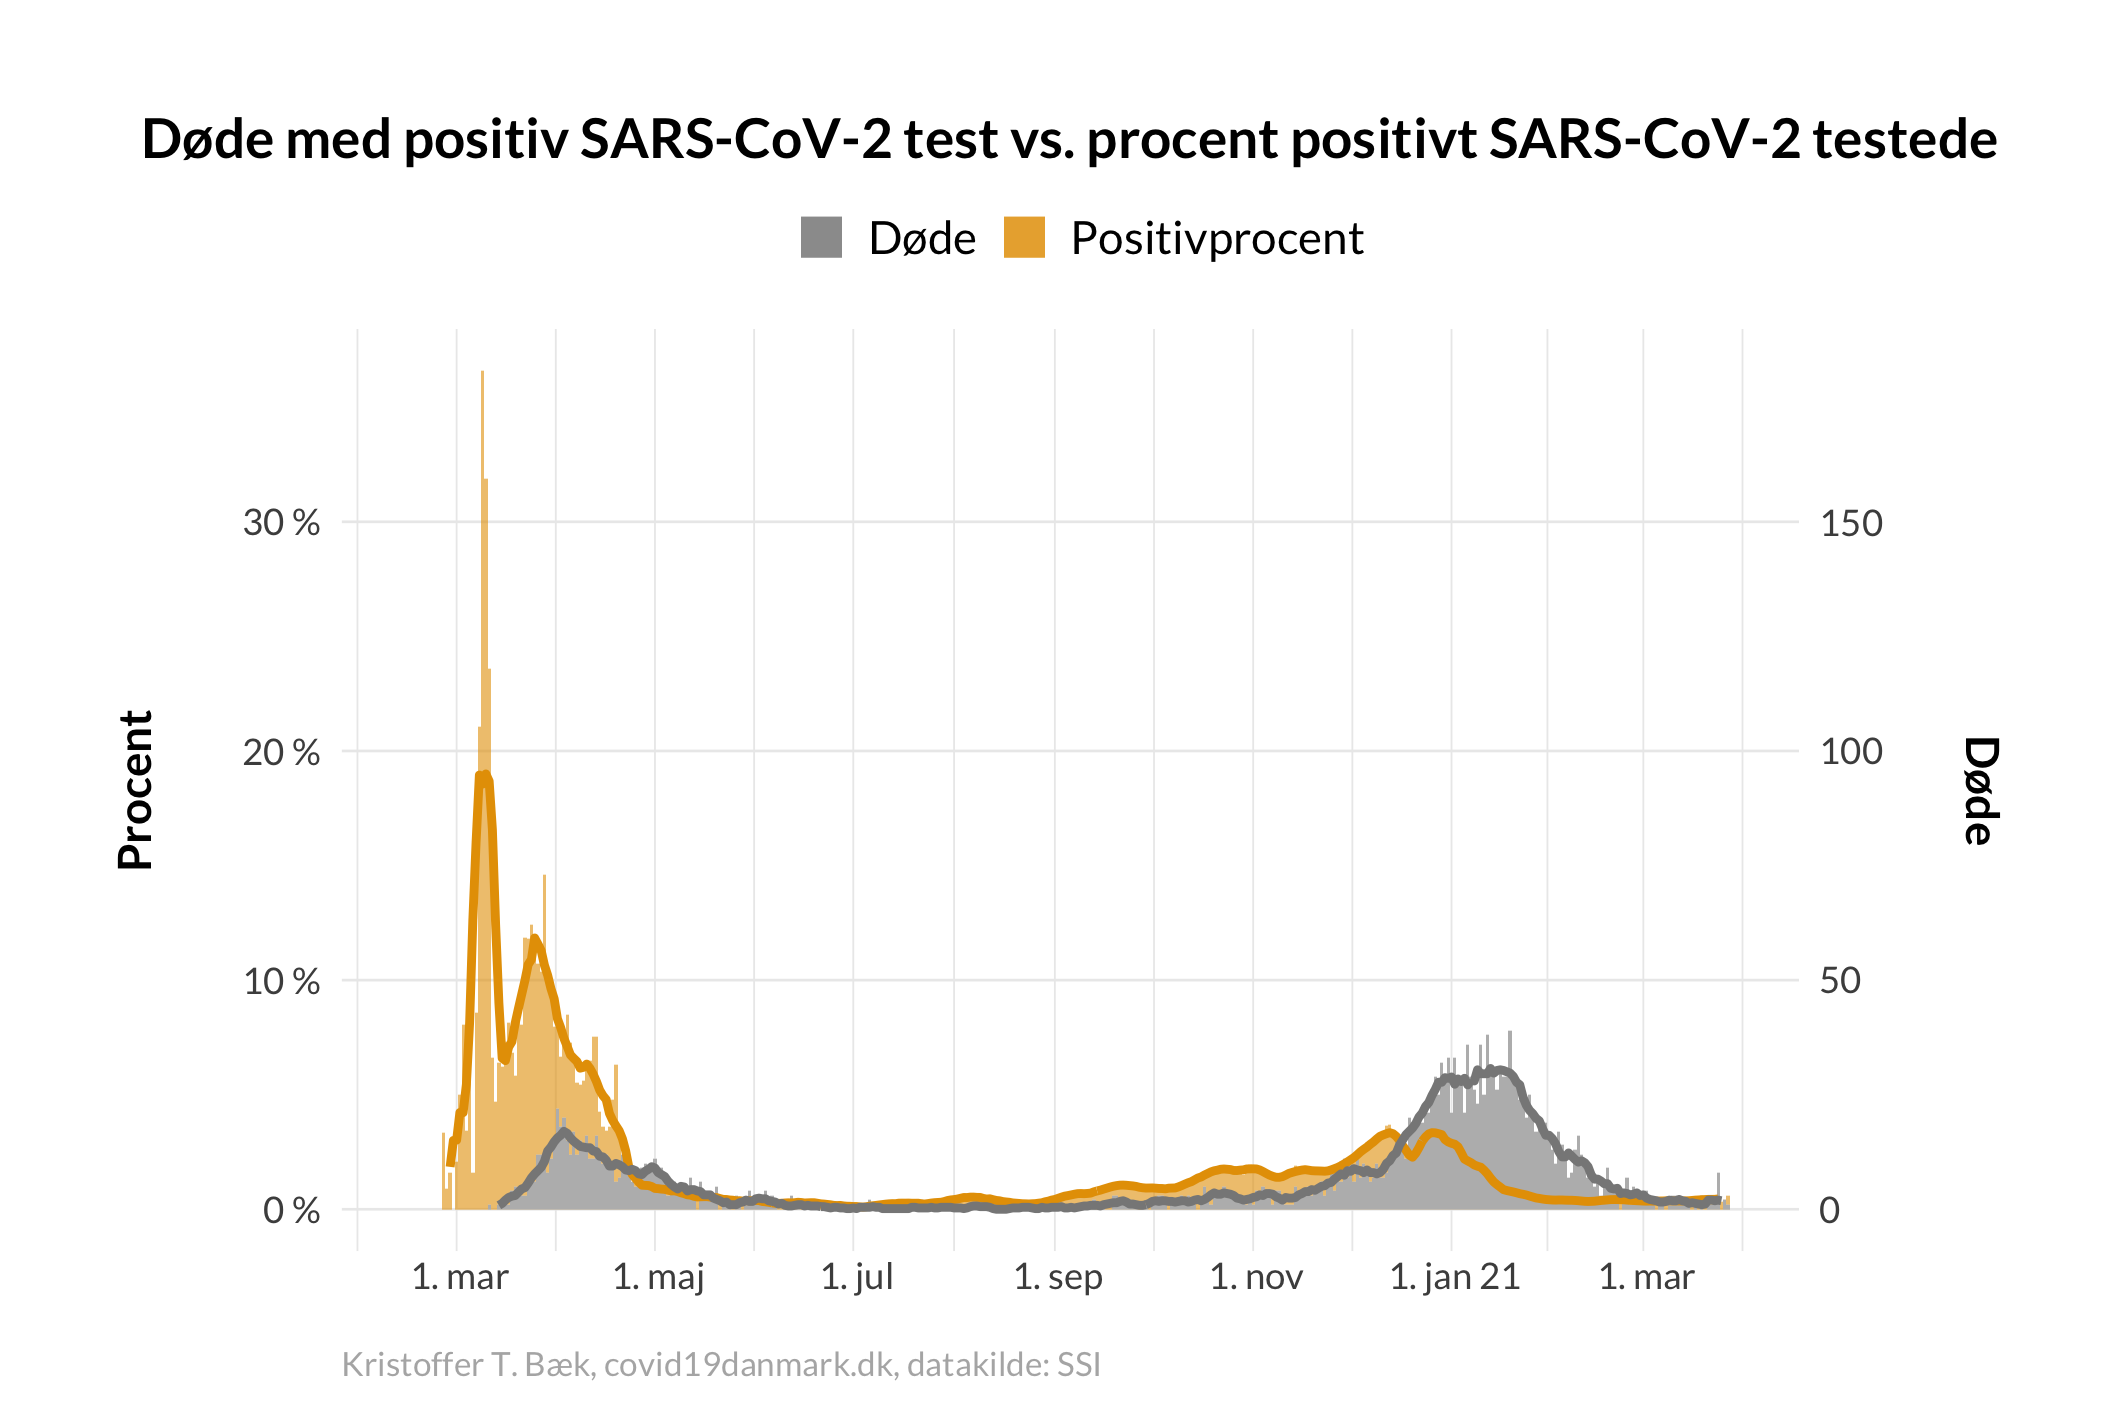 Døde med positiv SARS-CoV-2 test vs. procent positivt SARS-CoV-2 testede
Døde Positivprocent
Procent
30 %
20 %
10 %
0 %
150
100
50
0
Døde
1. mar 1. maj 1. jul 1. sep 1. nov 1. jan 21 1. mar
Kristoffer T. Bæk, covid19danmark.dk, datakilde: SSI